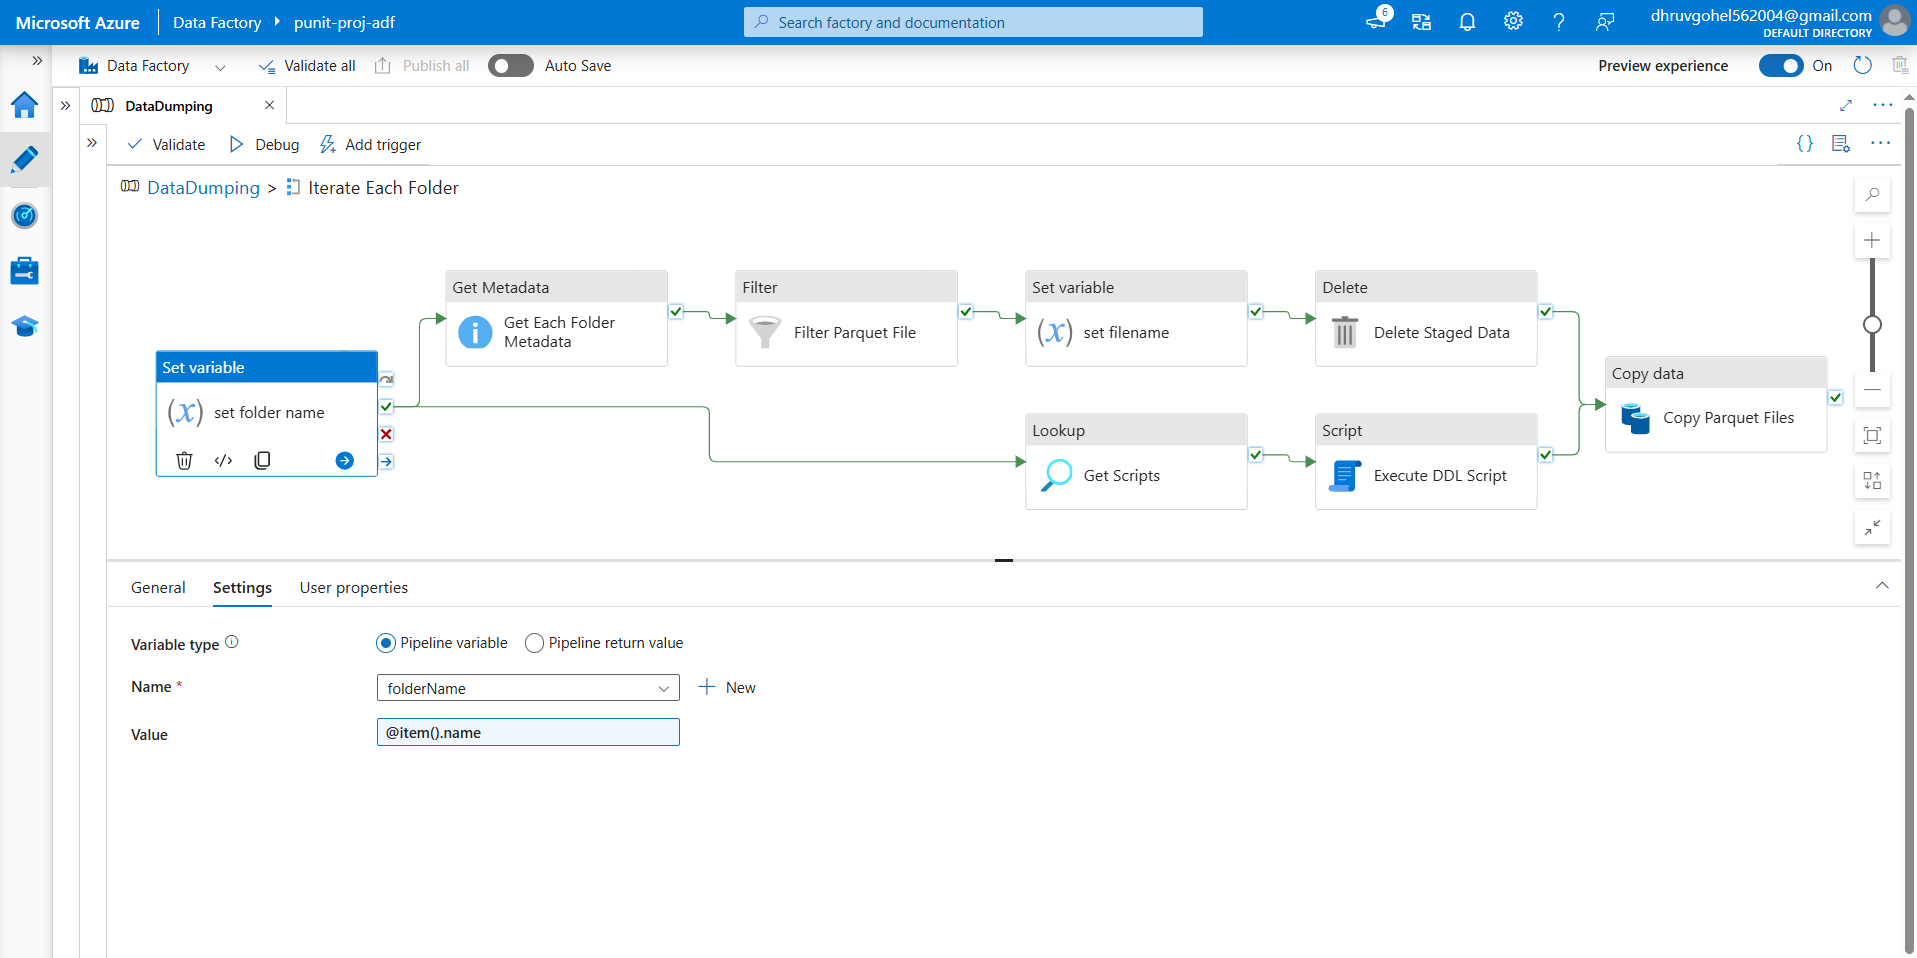 Microsoft Azure
Data Factory
punit-proj-adf
Search factory and documentation
6
dhruvgohel562004@gmail.com
DEFAULT DIRECTORY
Data Factory
Validate all
Publish all
Auto Save
Preview experience
On
DataDumping
Validate
Debug
Add trigger
{}
DataDumping > Iterate Each Folder
Set variable
(x) set folder name
</>
Get Metadata
Get Each Folder
Metadata
Filter
Filter Parquet File
Set variable
(x) set filename
Delete
Delete Staged Data
Lookup
Get Scripts
Script
Execute DDL Script
Copy data
Copy Parquet Files
General
Settings
User properties
Variable type
Pipeline variable
Pipeline return value
Name *
folderName
New
Value
@item().name